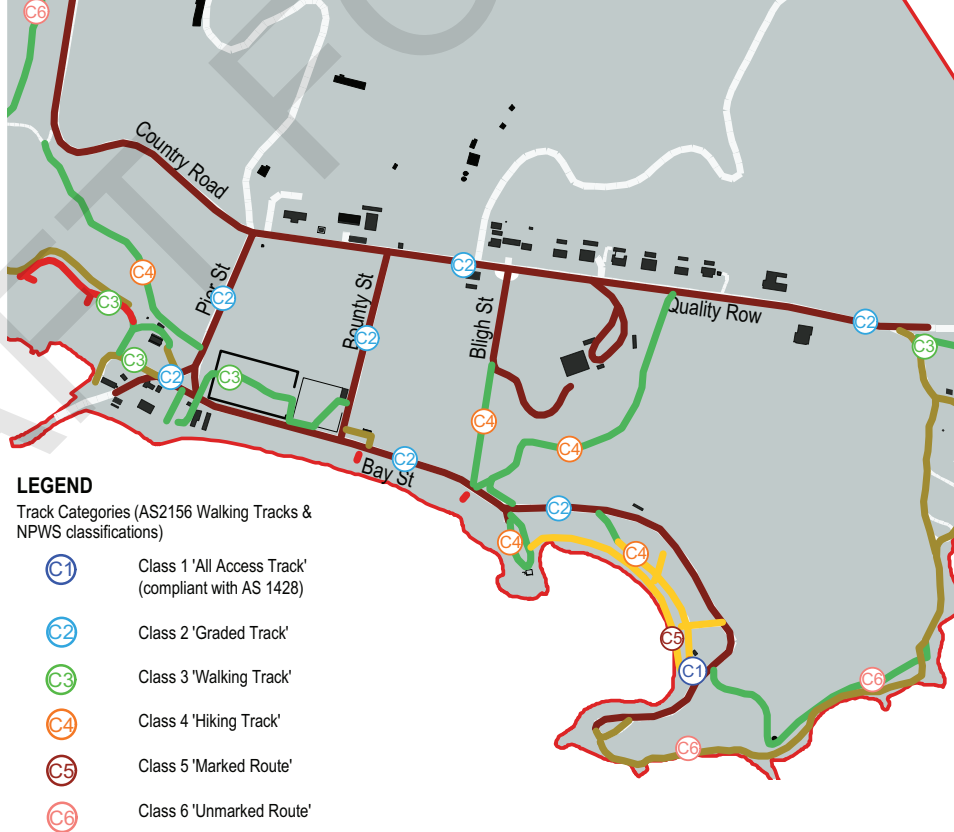 C6
Country Road
C4
C3
Pier St
C2
C3
C2
C3
Bounty St
C2
C2
Bligh St
Quality Row
C2
C3
C4
C4
C2
Bay St
C2
C4
C4
C5
C1
C6
C6
LEGEND
Track Categories (AS2156 Walking Tracks &
NPWS classifications)
C1 Class 1 'All Access Track'
(compliant with AS 1428)
C2 Class 2 'Graded Track'
C3 Class 3 'Walking Track'
C4 Class 4 'Hiking Track'
C5 Class 5 'Marked Route'
C6 Class 6 'Unmarked Route'